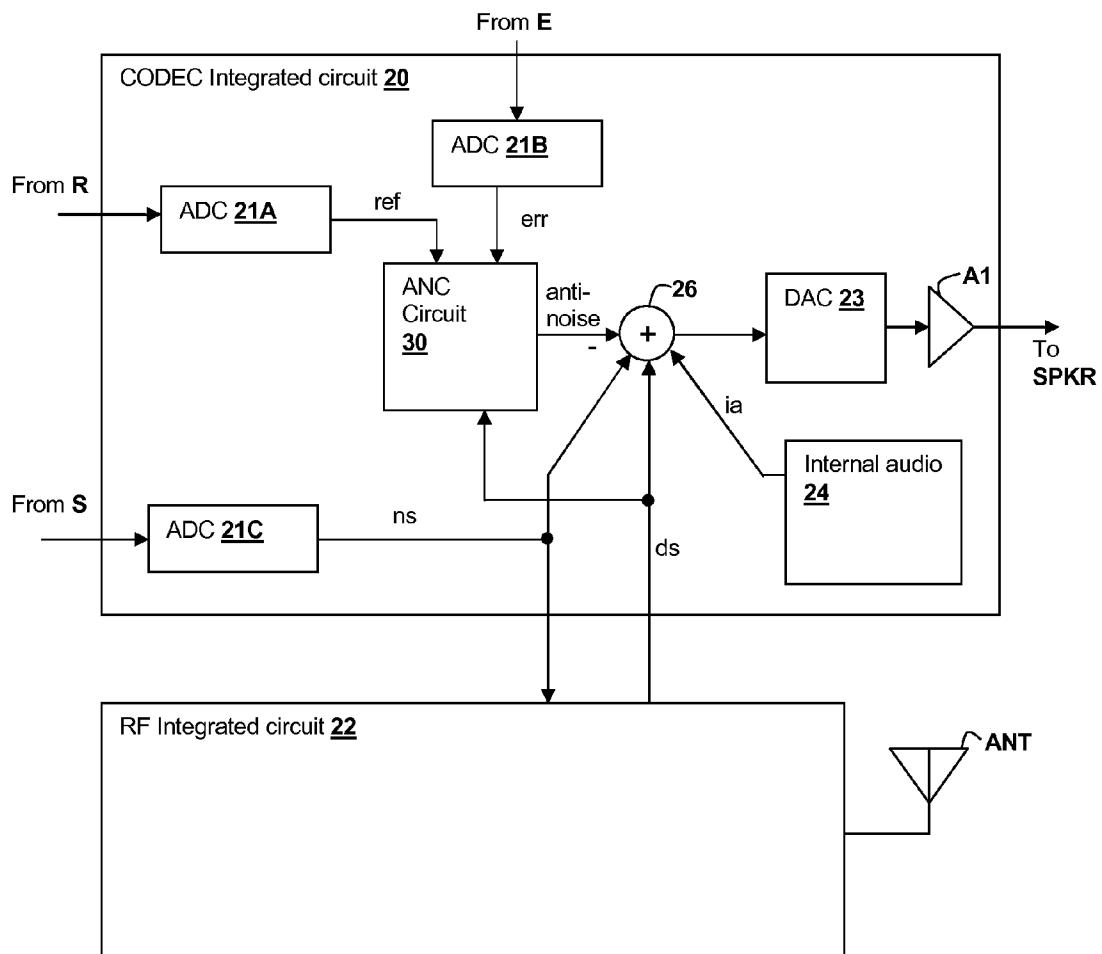 From E
CODEC Integrated circuit 20
ADC 21B
From R
ADC 21A
ref
err
ANC
Circuit
30
anti-
noise
-
26
+
DAC 23
A1
To
SPKR
ia
Internal audio
24
From S
ADC 21C
ns
ds
RF Integrated circuit 22
ANT